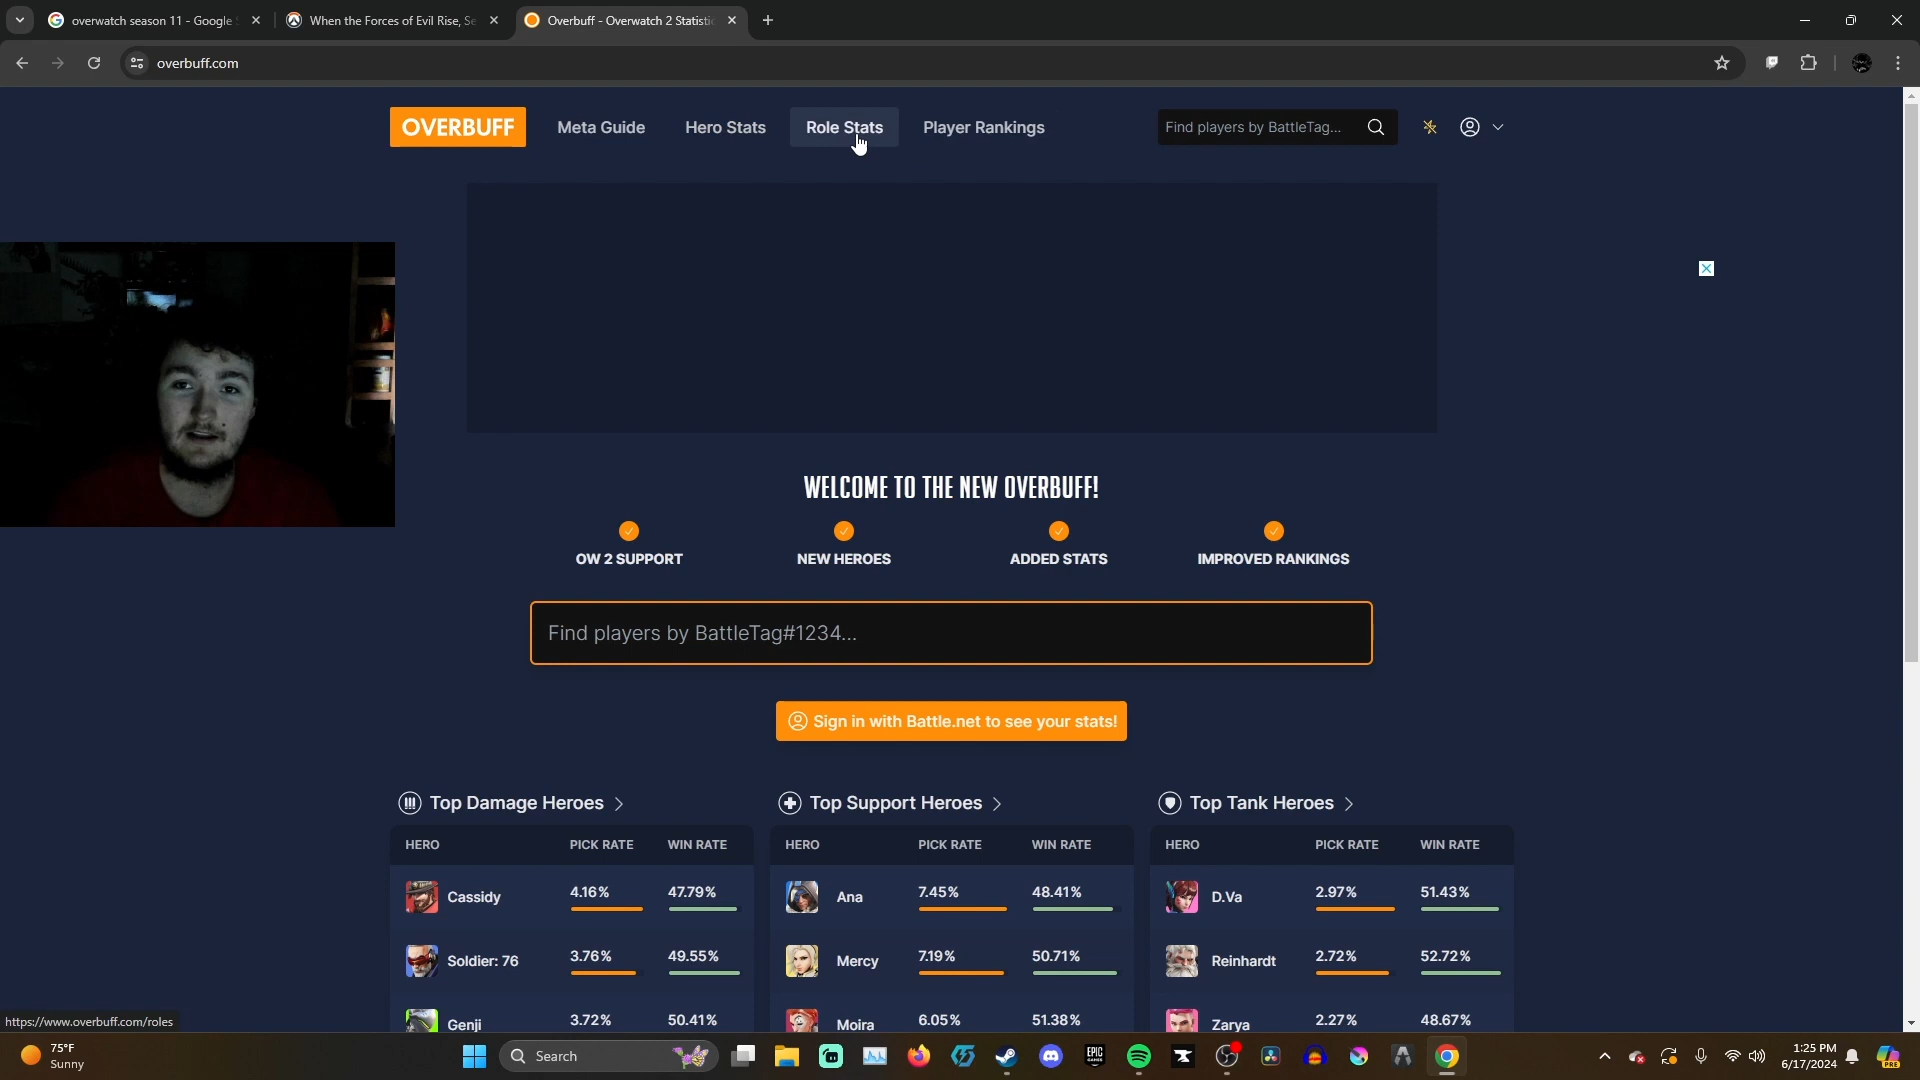 overwatch season 11 - Google
When the Forces of Evil Rise, Se
Overbuff - Overwatch 2 Statistic
overbuff.com
OVERBUFF
Meta Guide
Hero Stats
Role Stats
Player Rankings
Find players by BattleTag...
WELCOME TO THE NEW OVERBUFF!
OW 2 SUPPORT
NEW HEROES
ADDED STATS
IMPROVED RANKINGS
Find players by BattleTag#1234...
Sign in with Battle.net to see your stats!
Top Damage Heroes
HERO PICK RATE WIN RATE
Cassidy 4.16% 47.79%
Soldier: 76 3.76% 49.55%
Genji 3.72% 50.41%
Top Support Heroes
HERO PICK RATE WIN RATE
Ana 7.45% 48.41%
Mercy 7.19% 50.71%
Moira 6.05% 51.38%
Top Tank Heroes
HERO PICK RATE WIN RATE
D.Va 2.97% 51.43%
Reinhardt 2.72% 52.72%
Zarya 2.27% 48.67%
https://www.overbuff.com/roles
75°F
Sunny
Search
EPIC
GAMES
1:25 PM
6/17/2024
PRE